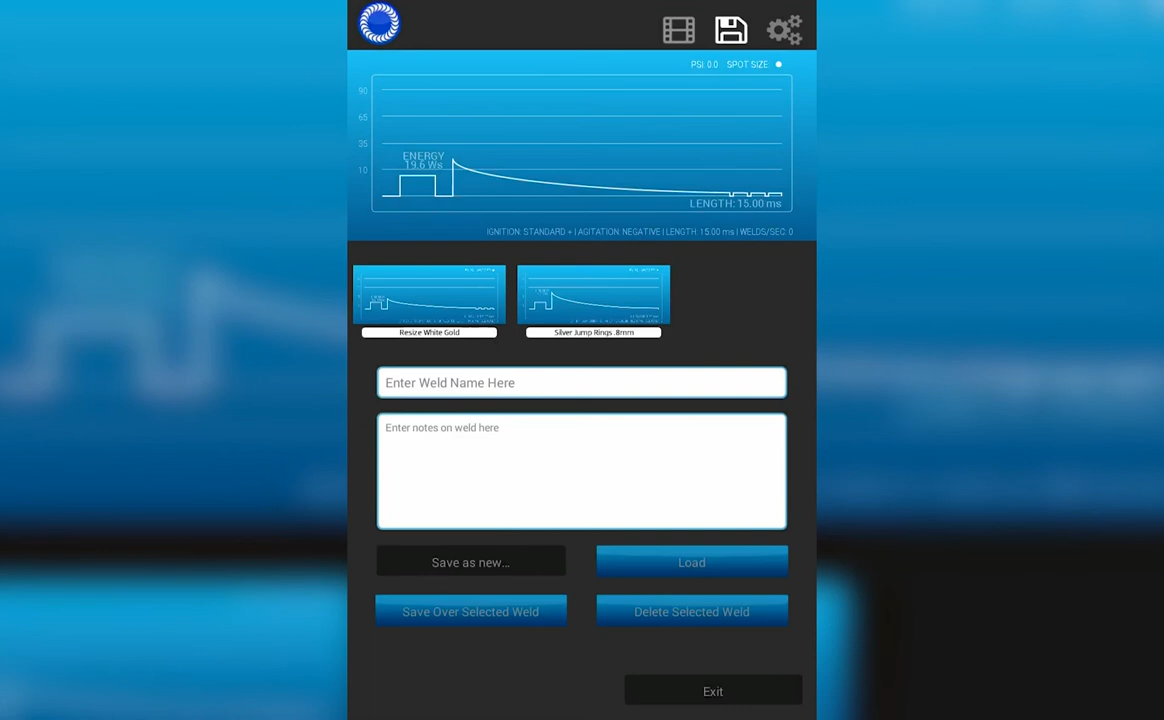 PSI: 0.0 SPOT SIZE
90
65
35
10
ENERGY
19.6 Ws
LENGTH: 15.00 ms
IGNITION: STANDARD + | AGITATION: NEGATIVE | LENGTH: 15.00 ms | WELDS/SEC: 0
Resize White Gold
Silver Jump Rings .8mm
Enter Weld Name Here
Enter notes on weld here
Save as new...
Load
Save Over Selected Weld
Delete Selected Weld
Exit